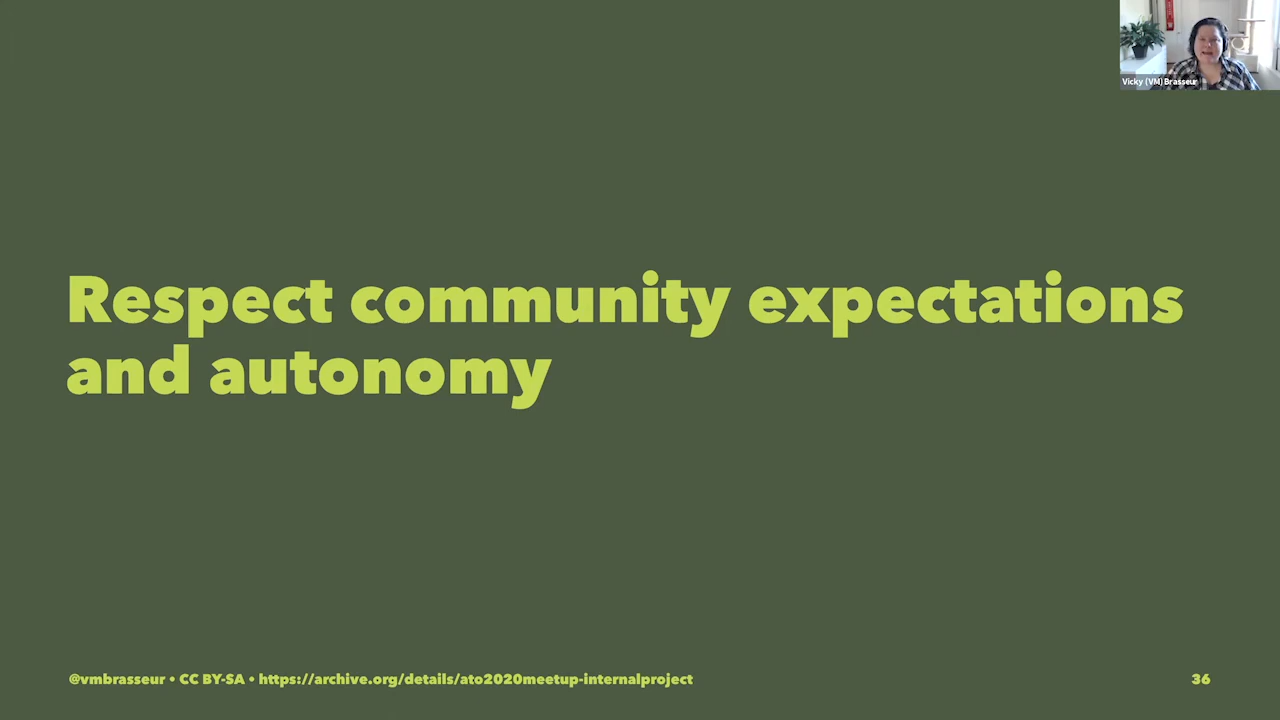 Vicky (VM) Brasseur
Respect community expectations
and autonomy
@vmbrasseur • CC BY-SA • https://archive.org/details/ato2020meetup-internalproject
36